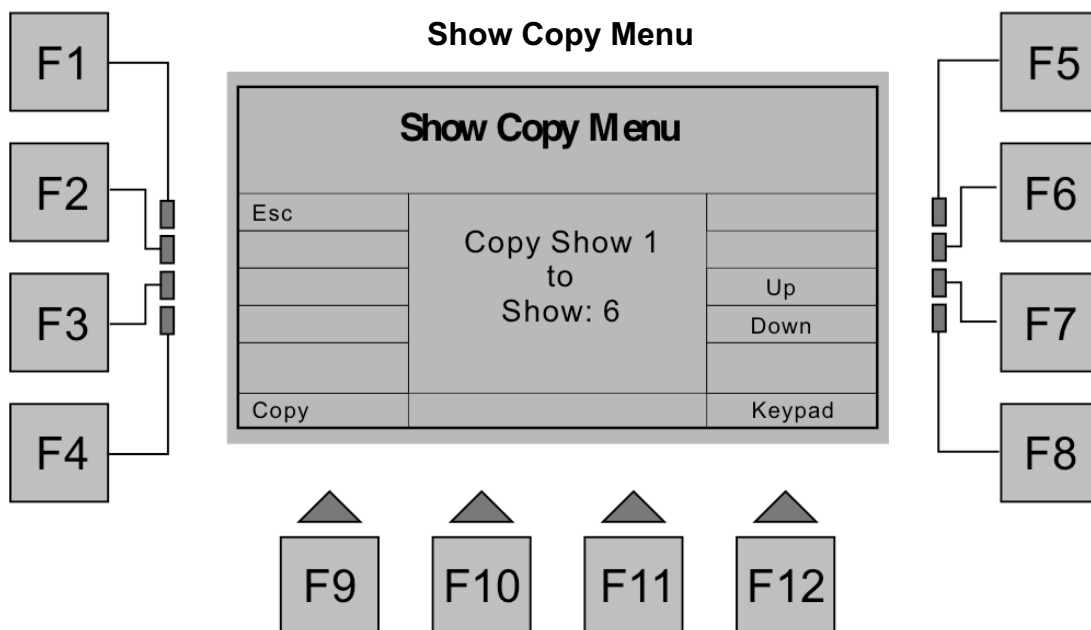 Show Copy Menu
F1
F2
F3
F4
Show Copy Menu
Esc
Copy Show 1
to
Show: 6
Up
Down
Copy
Keypad
F5
F6
F7
F8
F9 F10 F11 F12